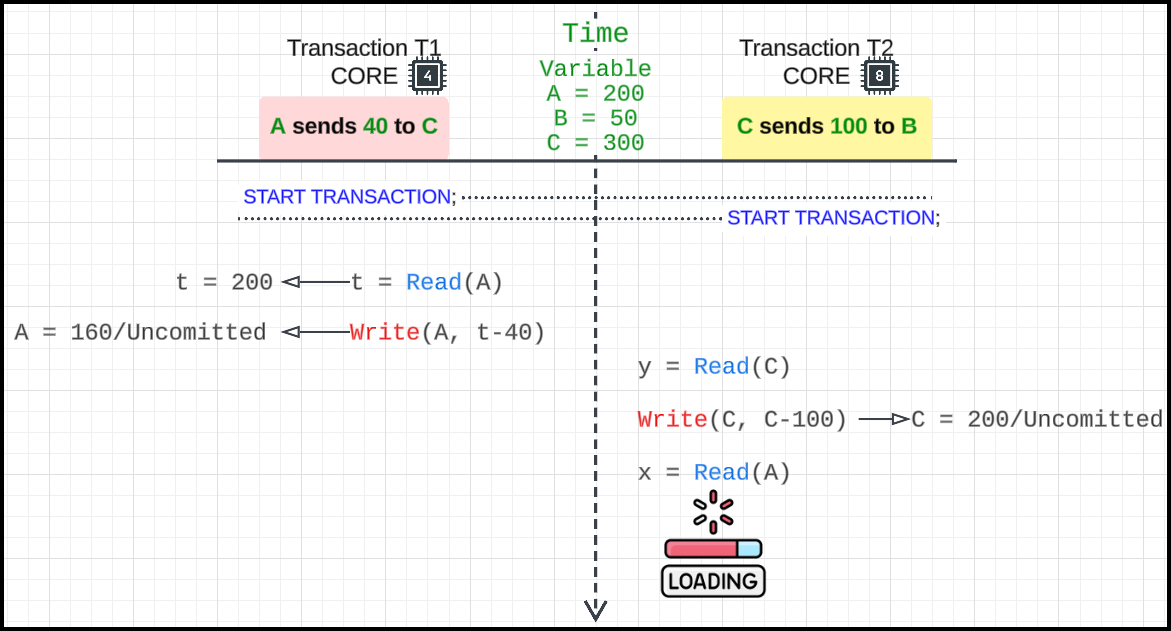 Time
Transaction T1
CORE 4
Transaction T2
CORE 8
Variable
A = 200
B = 50
C = 300
A sends 40 to C
C sends 100 to B
START TRANSACTION;
START TRANSACTION;
t = 200
t = Read(A)
A = 160/Uncomitted
Write(A, t-40)
y = Read(C)
Write(C, C-100)
C = 200/Uncomitted
x = Read(A)
LOADING